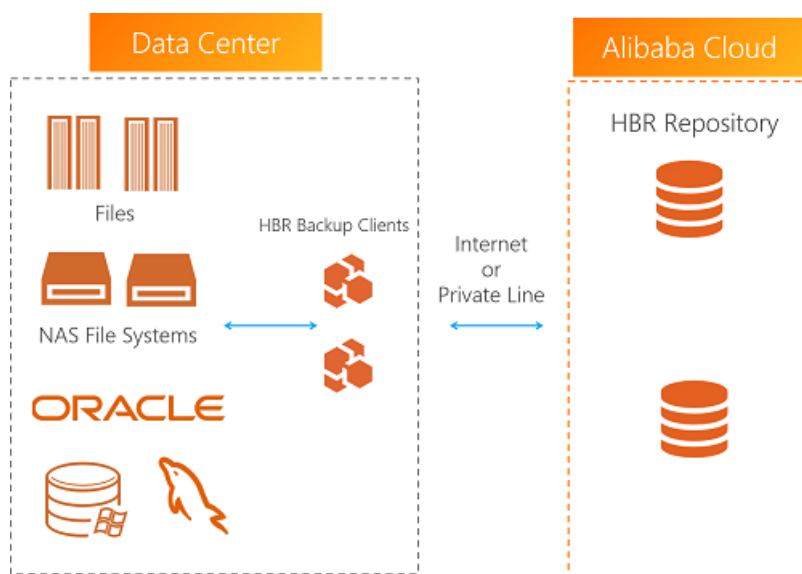 Data Center
Alibaba Cloud
Files
HBR Backup Clients
NAS File Systems
ORACLE
Internet
or
Private Line
HBR Repository